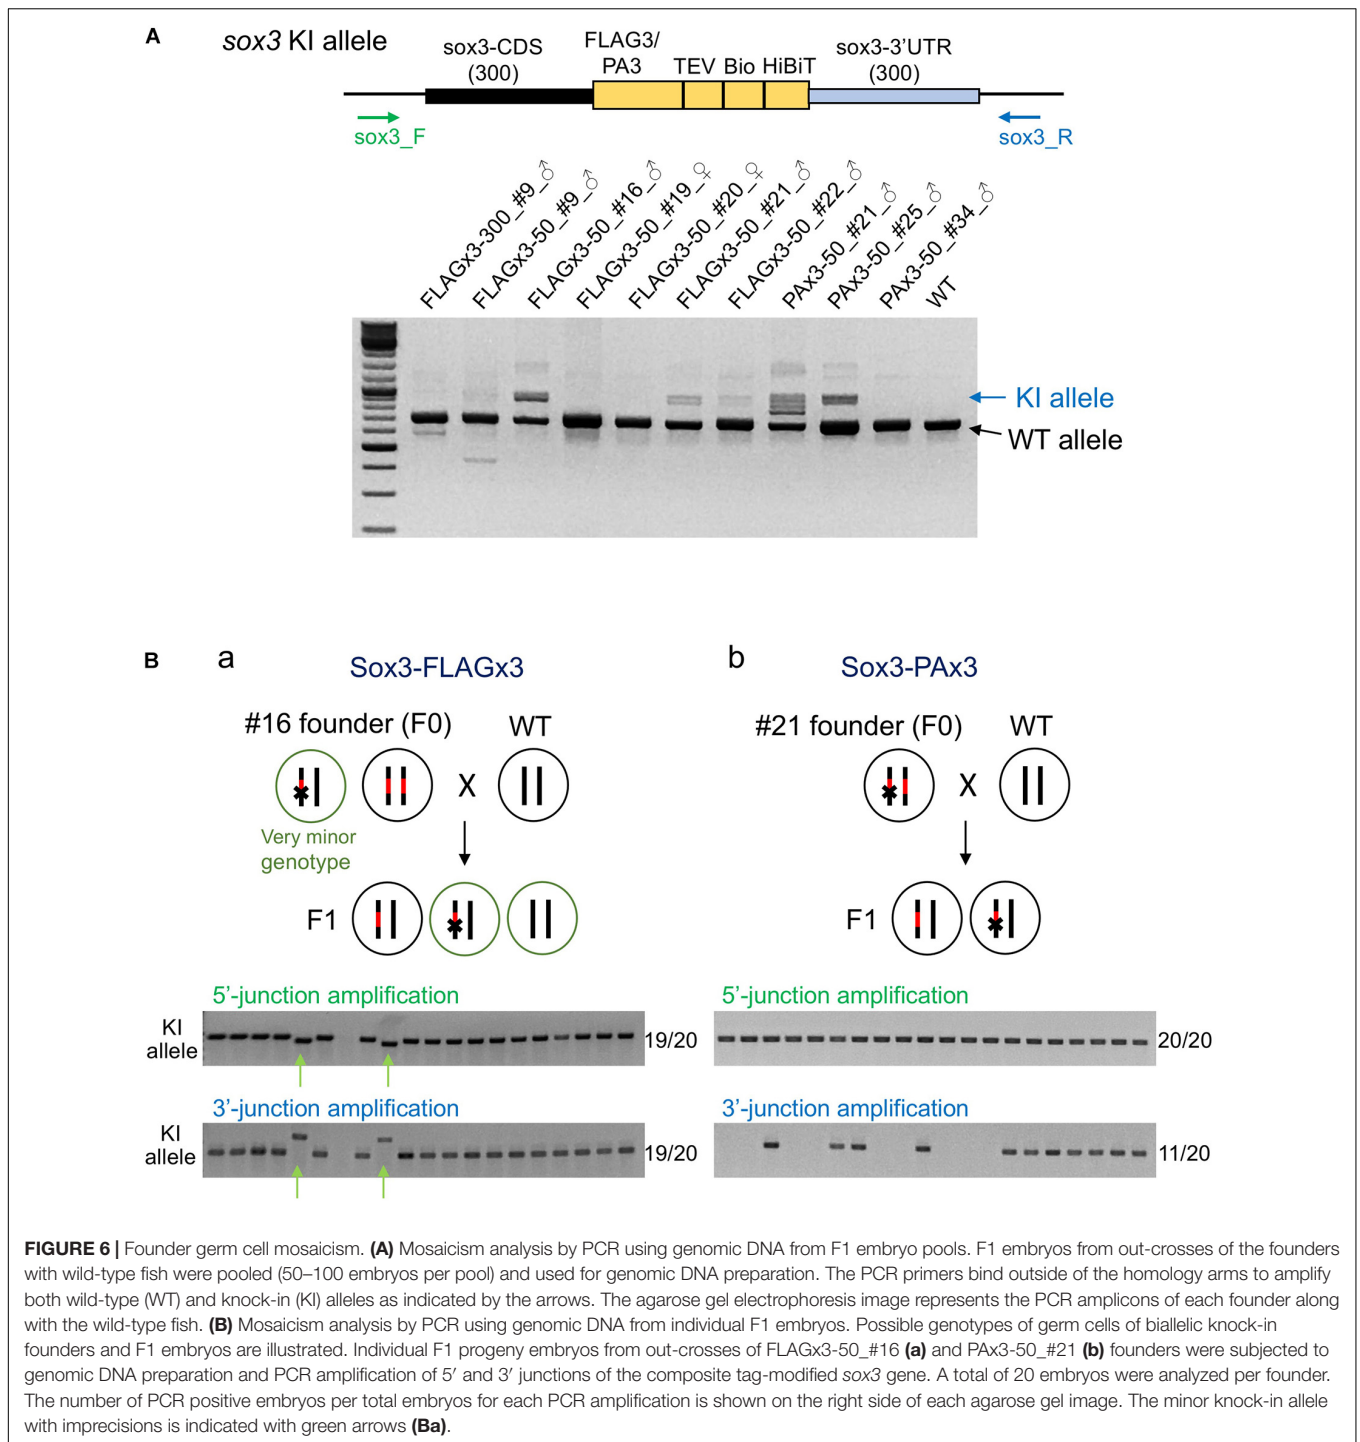 A
sox3 KI allele
sox3-CDS
(300)
FLAG3/
PA3
TEV
Bio
HiBiT
sox3-3'UTR
(300)
sox3_F
sox3_R
FLAGx3-300_#9_♂
FLAGx3-50_#9_♂
FLAGx3-50_#16_♂
FLAGx3-50_#19_♀
FLAGx3-50_#20_♀
FLAGx3-50_#21_♂
FLAGx3-50_#22_♂
PAx3-50_#21_♂
PAx3-50_#25_♂
PAx3-50_#34_♂
WT
KI allele
WT allele
B
a
Sox3-FLAGx3
#16 founder (F0)
WT
X
Very minor
genotype
F1
5'-junction amplification
KI
allele
19/20
3'-junction amplification
KI
allele
19/20
b
Sox3-PAx3
#21 founder (F0)
WT
X
F1
5'-junction amplification
20/20
3'-junction amplification
11/20
FIGURE 6 | Founder germ cell mosaicism. (A) Mosaicism analysis by PCR using genomic DNA from F1 embryo pools. F1 embryos from out-crosses of the founders
with wild-type fish were pooled (50–100 embryos per pool) and used for genomic DNA preparation. The PCR primers bind outside of the homology arms to amplify
both wild-type (WT) and knock-in (KI) alleles as indicated by the arrows. The agarose gel electrophoresis image represents the PCR amplicons of each founder along
with the wild-type fish. (B) Mosaicism analysis by PCR using genomic DNA from individual F1 embryos. Possible genotypes of germ cells of biallelic knock-in
founders and F1 embryos are illustrated. Individual F1 progeny embryos from out-crosses of FLAGx3-50_#16 (a) and PAx3-50_#21 (b) founders were subjected to
genomic DNA preparation and PCR amplification of 5′ and 3′ junctions of the composite tag-modified sox3 gene. A total of 20 embryos were analyzed per founder.
The number of PCR positive embryos per total embryos for each PCR amplification is shown on the right side of each agarose gel image. The minor knock-in allele
with imprecisions is indicated with green arrows (Ba).